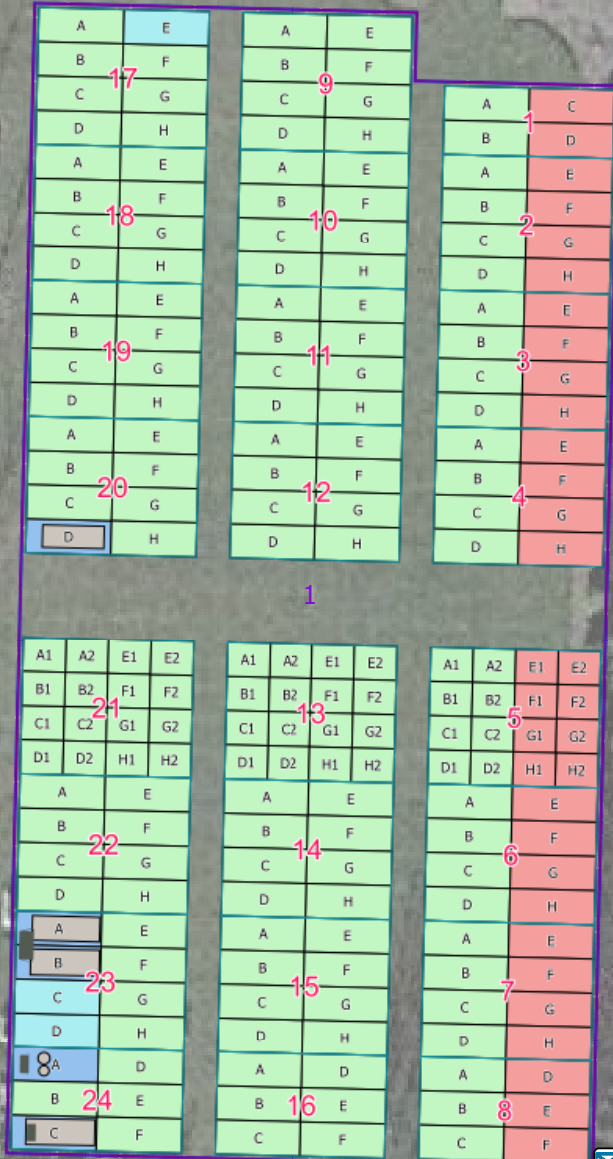 A E
B F
17
C G
D H
A E
B F
18
C G
D H
A E
B F
19
C G
D H
A E
B F
20
C G
D H
A E
B F
9
C G
D H
A E
B F
10
C G
D H
A E
B F
11
C G
D H
A E
B F
12
C G
D H
A C
1
B D
A E
B F
2
C G
D H
A E
B F
3
C G
D H
A E
B F
4
C G
D H
1
A1 A2 E1 E2
B1 B2 F1 F2
21
C1 C2 G1 G2
D1 D2 H1 H2
A E
B F
22
C G
D H
A E
B F
23
C G
D H
A D
B 24 E
C F
A1 A2 E1 E2
B1 B2 F1 F2
13
C1 C2 G1 G2
D1 D2 H1 H2
A E
B F
14
C G
D H
A E
B F
15
C G
D H
A D
B 16 E
C F
A1 A2 E1 E2
B1 B2 F1 F2
5
C1 C2 G1 G2
D1 D2 H1 H2
A E
B F
6
C G
D H
A E
B F
7
C G
D H
A D
B 8 E
C F